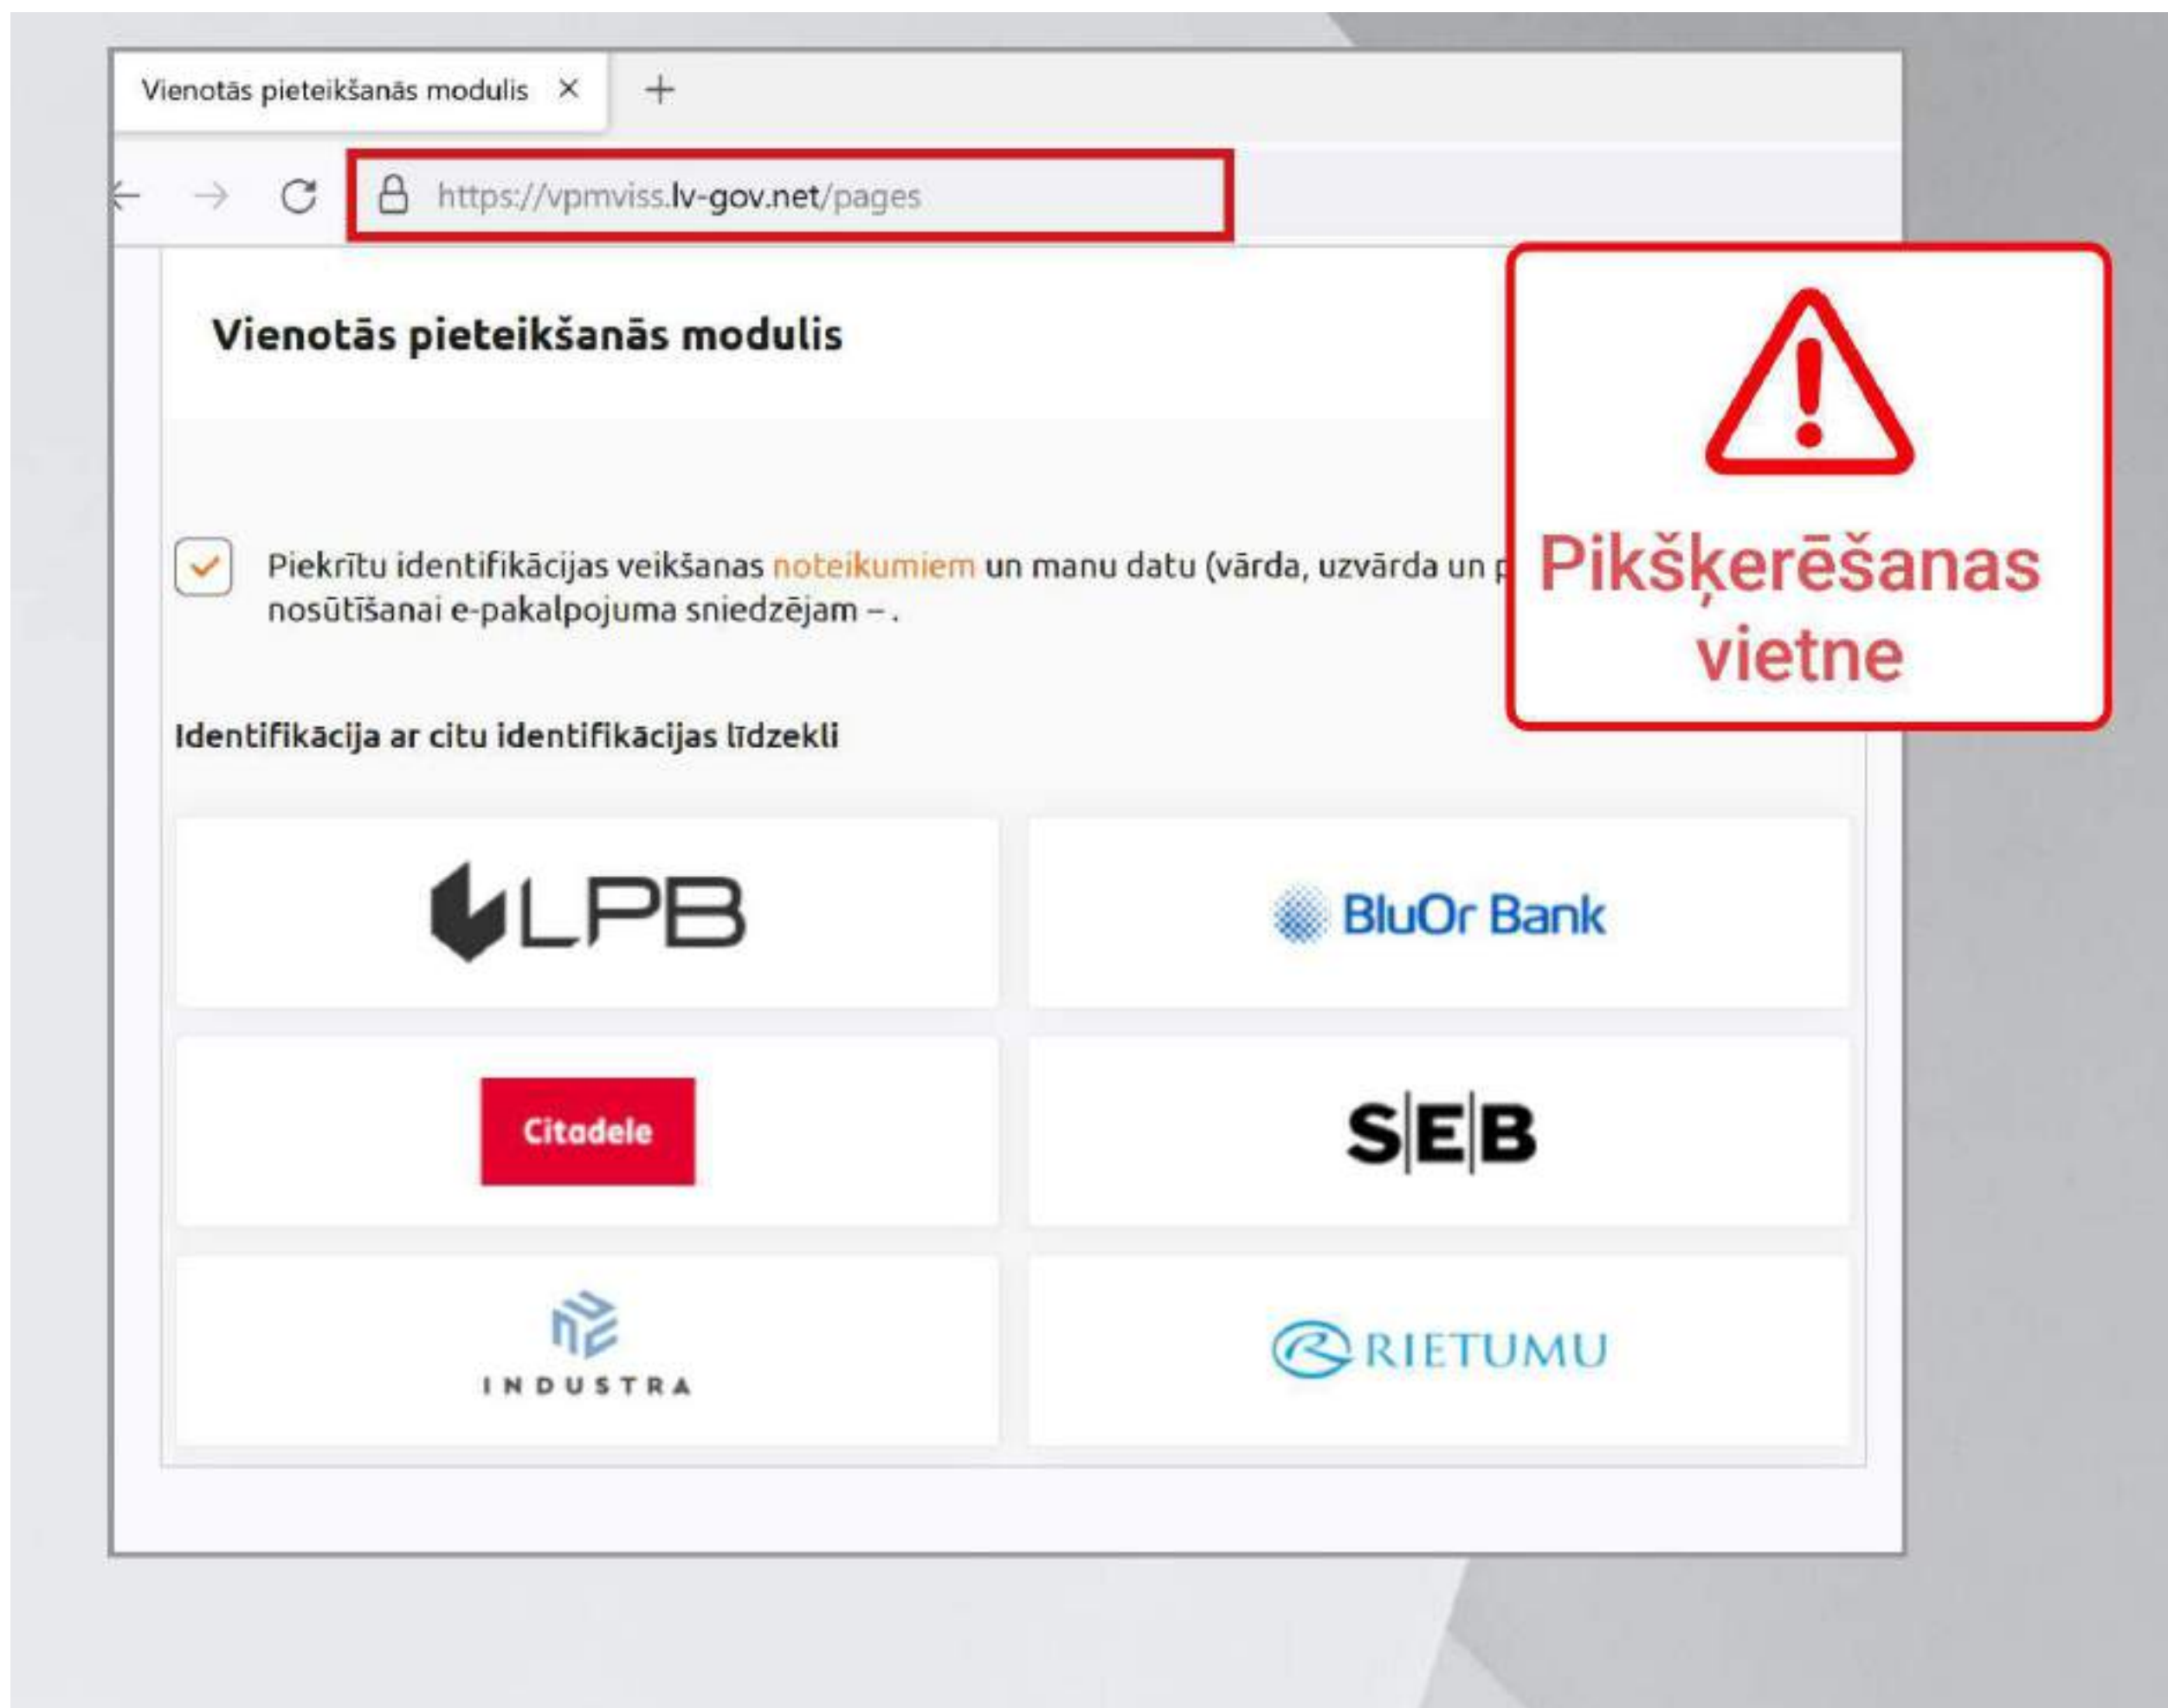 Vienotās pieteikšanās modulis
https://vpmviss.lv-gov.net/pages
Vienotās pieteikšanās modulis
Piekrītu identifikācijas veikšanas noteikumiem un manu datu (vārda, uzvārda un p
nosūtīšanai e-pakalpojuma sniedzējam – .
Pikšķerēšanas
vietne
Identifikācija ar citu identifikācijas līdzekli
LPB
BluOr Bank
Citadele
S|E|B
INDUSTRA
RIETUMU